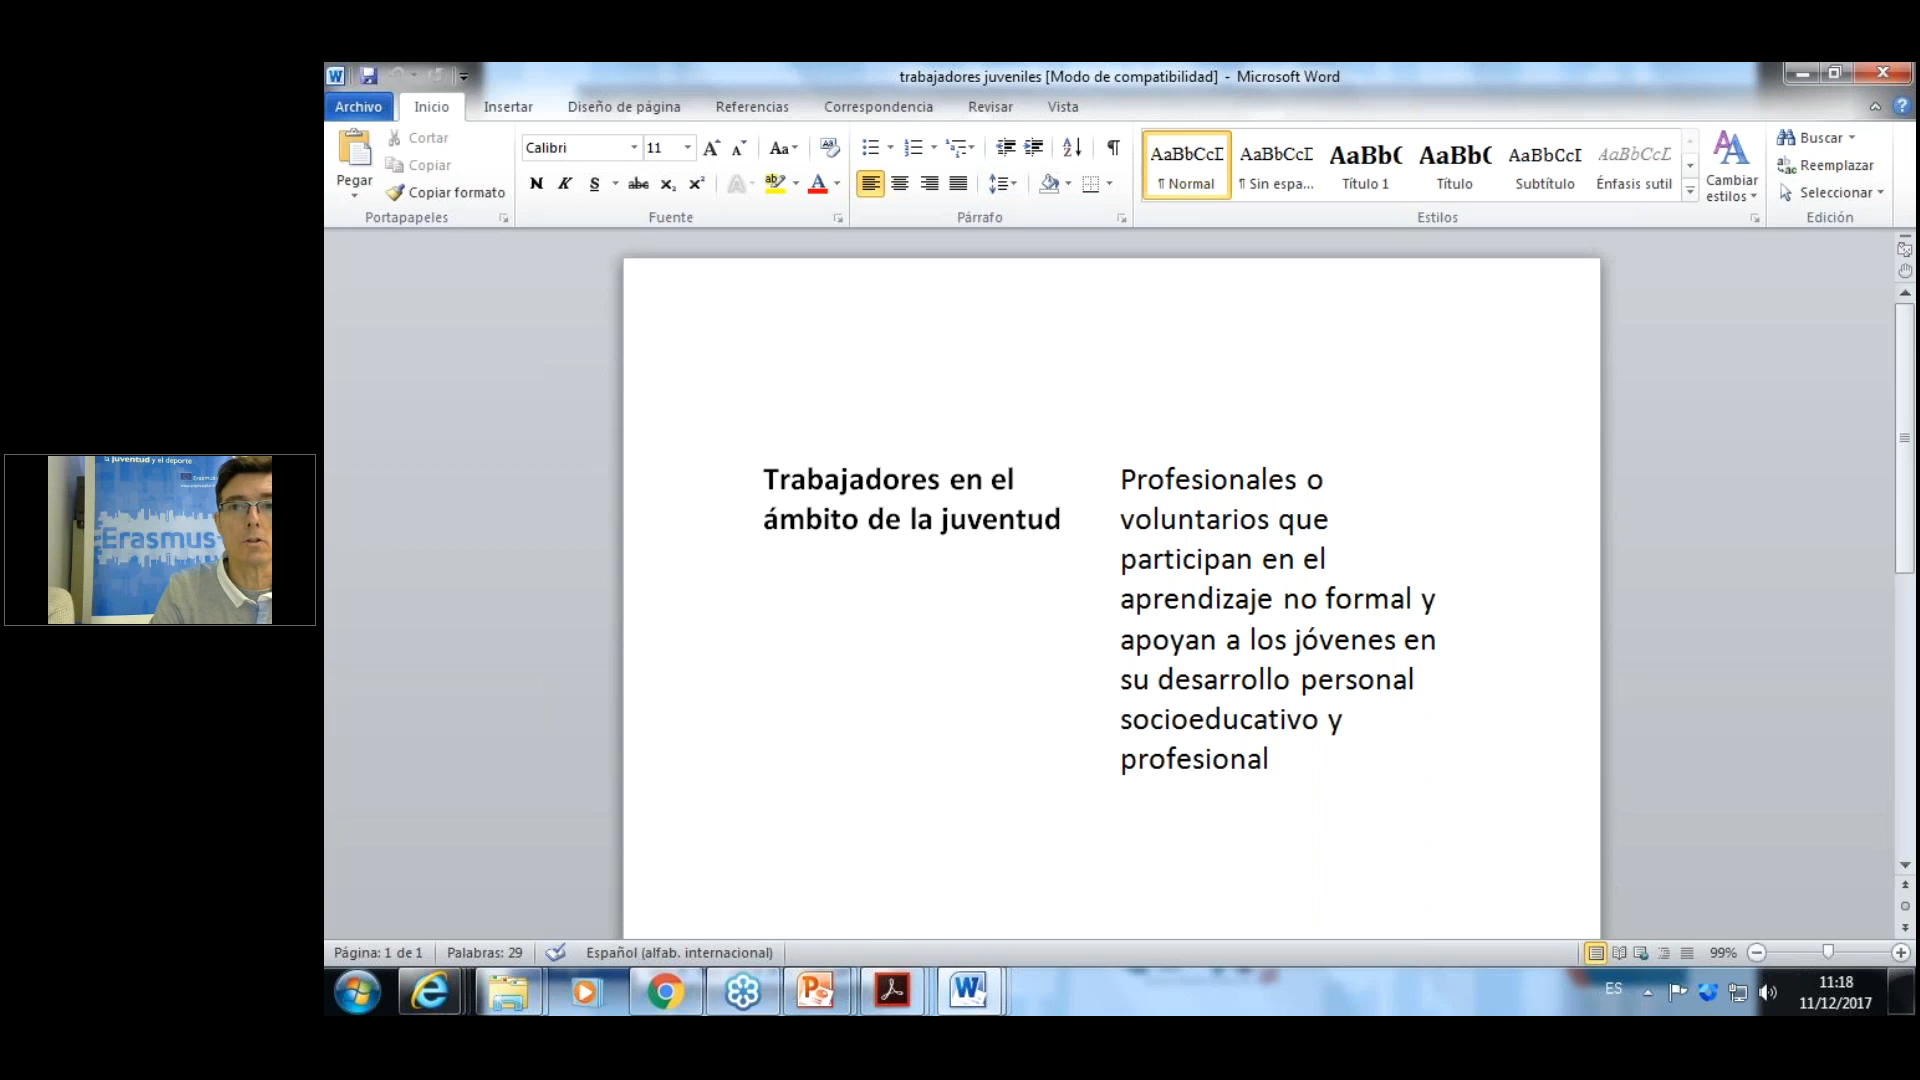 trabajadores juveniles [Modo de compatibilidad] - Microsoft Word
Archivo Inicio Insertar Diseño de página Referencias Correspondencia Revisar Vista
Pegar
Cortar
Copiar
Copiar formato
Portapapeles
Calibri 11
Fuente
Párrafo
AaBbCcI AaBbCcI AaBbC AaBbC AaBbCcI AaBbCcI
¶ Normal ¶ Sin espa... Título 1 Título Subtítulo Énfasis sutil
Cambiar
estilos
Estilos
Buscar
Reemplazar
Seleccionar
Edición
la juventud y el deporte
Erasmus+
Trabajadores en el
ámbito de la juventud
Profesionales o
voluntarios que
participan en el
aprendizaje no formal y
apoyan a los jóvenes en
su desarrollo personal
socioeducativo y
profesional
Página: 1 de 1 Palabras: 29 Español (alfab. internacional) 99%
ES
11:18
11/12/2017